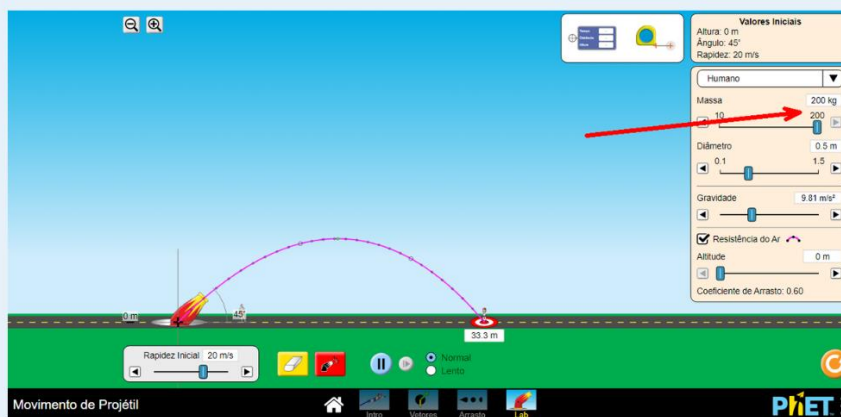 Valores Iniciais
Altura: 0 m
Ângulo: 45°
Rapidez: 20 m/s
Humano
Massa 200 kg
10 200
Diâmetro 0.5 m
0.1 1.5
Gravidade 9.81 m/s²
Resistência do Ar
Altitude 0 m
Coeficiente de Arrasto: 0.60
0 m
45°
33.3 m
Rapidez Inicial 20 m/s
Normal
Lento
Movimento de Projétil
Intro
Vetores
Arrasto
Lab
PhET